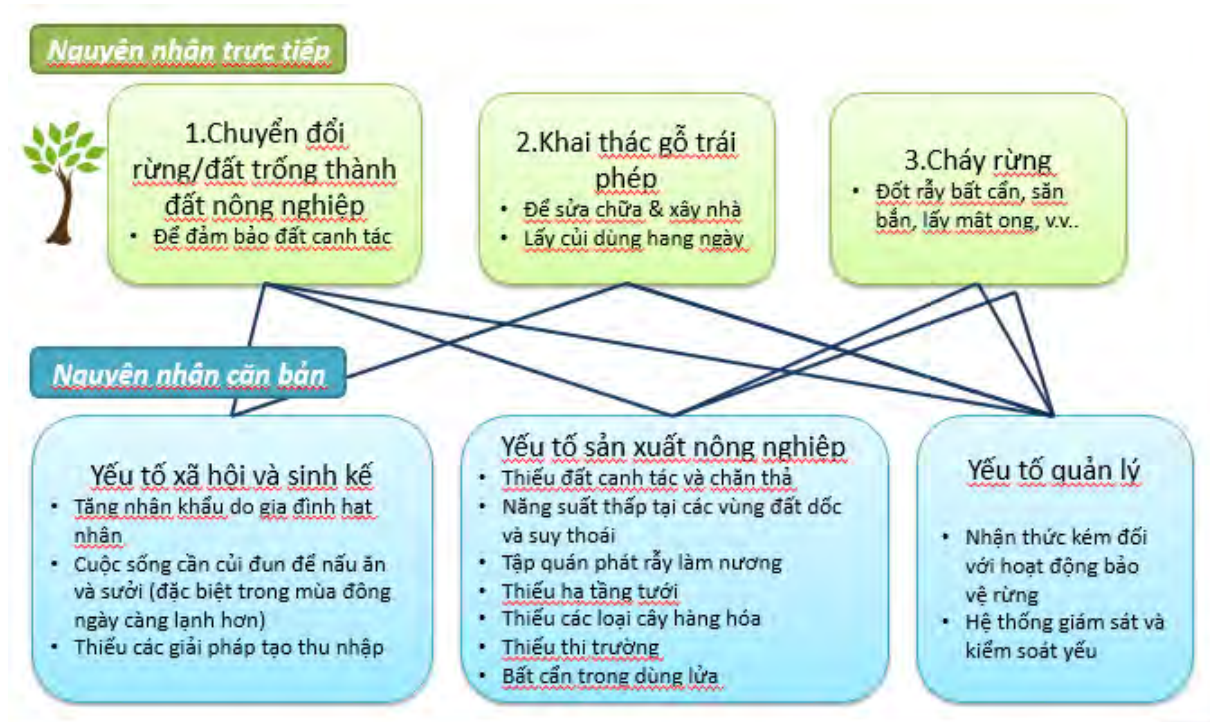 Nguyên nhân trực tiếp
1.Chuyển đổi
rừng/đất trống thành
đất nông nghiệp
• Để đảm bảo đất canh tác
2.Khai thác gỗ trái
phép
• Để sửa chữa & xây nhà
• Lấy củi dùng hang ngày
3.Cháy rừng
• Đốt rẫy bất cẩn, săn
bắn, lấy mật ong, v.v..
Nguyên nhân căn bản
Yếu tố xã hội và sinh kế
• Tăng nhân khẩu do gia đình hạt
nhân
• Cuộc sống cần củi đun để nấu ăn
và sưởi (đặc biệt trong mùa đông
ngày càng lạnh hơn)
• Thiếu các giải pháp tạo thu nhập
Yếu tố sản xuất nông nghiệp
• Thiếu đất canh tác và chăn thả
• Năng suất thấp tại các vùng đất dốc
và suy thoái
• Tập quán phát rẫy làm nương
• Thiếu hạ tầng tưới
• Thiếu các loại cây hàng hóa
• Thiếu thị trường
• Bất cẩn trong dùng lửa
Yếu tố quản lý
• Nhận thức kém đối
với hoạt động bảo
vệ rừng
• Hệ thống giám sát và
kiểm soát yếu